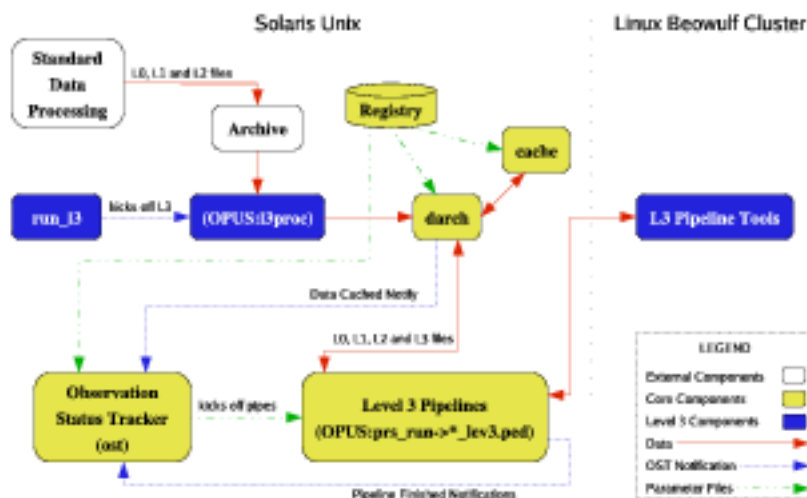 Solaris Unix
Linux Beowulf Cluster
Standard
Data
Processing
L0, L1 and L2 files
Archive
Registry
cache
run_l3
kicks off L3
(OPUS:l3proc)
darch
L3 Pipeline Tools
Data Cached Notify
L0, L1, L2 and L3 files
Observation
Status Tracker
(ost)
kicks off pipes
Level 3 Pipelines
(OPUS:prs_run->*_lev3.ped)
Pipeline Finished Notifications
LEGEND
External Components
Core Components
Level 3 Components
Data
OST Notification
Parameter Files